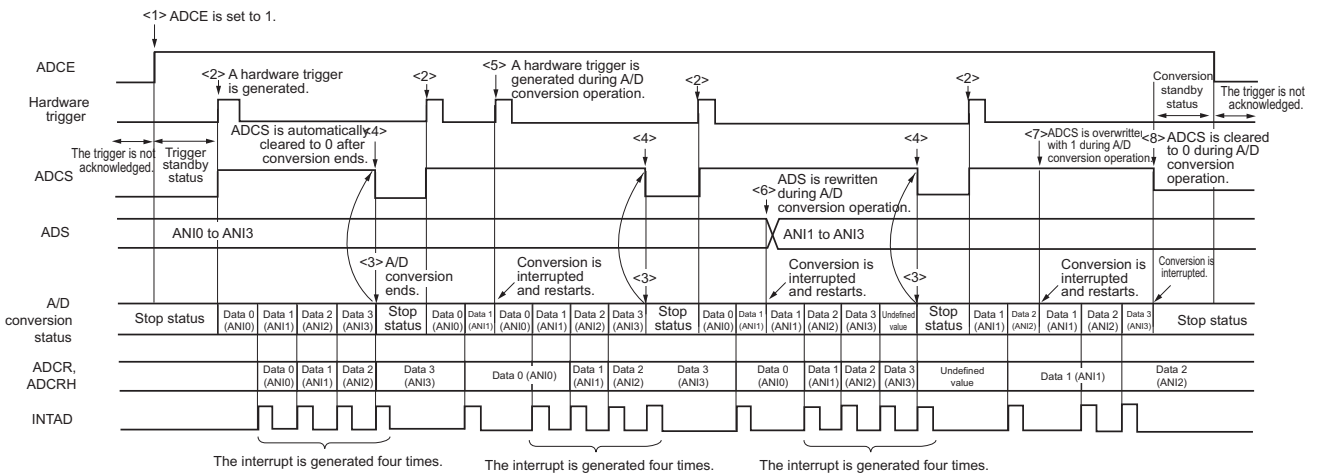 <1> ADCE is set to 1.
ADCE
<2> A hardware trigger
is generated.
<2>
<5> A hardware trigger is
generated during A/D
conversion operation.
<2>
<2>
Conversion
standby
status
The trigger is not
acknowledged.
Hardware
trigger
The trigger is not
acknowledged.
Trigger
standby
status
ADCS is automatically
cleared to 0 after
conversion ends.
<4>
<4>
<4>
<7> ADCS is overwritten
with 1 during A/D
conversion operation.
<8> ADCS is cleared
to 0 during A/D
conversion
operation.
ADCS
<6> ADS is rewritten
during A/D
conversion operation.
ADS
ANI0 to ANI3
ANI1 to ANI3
<3> A/D
conversion
ends.
Conversion is
interrupted
and restarts.
<3>
Conversion is
interrupted
and restarts.
<3>
Conversion is
interrupted
and restarts.
Conversion is
interrupted.
A/D
conversion
status
Stop status
Data 0
(ANI0)
Data 1
(ANI1)
Data 2
(ANI2)
Data 3
(ANI3)
Stop
status
Data 0
(ANI0)
Data 1
(ANI1)
Data 0
(ANI0)
Data 1
(ANI1)
Data 2
(ANI2)
Data 3
(ANI3)
Stop
status
Data 0
(ANI0)
Data 1
(ANI1)
Data 1
(ANI1)
Data 2
(ANI2)
Data 3
(ANI3)
Undefined
value
Stop
status
Data 1
(ANI1)
Data 2
(ANI2)
Data 1
(ANI1)
Data 2
(ANI2)
Data 3
(ANI3)
Stop status
ADCR,
ADCRH
Data 0
(ANI0)
Data 1
(ANI1)
Data 2
(ANI2)
Data 3
(ANI3)
Data 0 (ANI0)
Data 1
(ANI1)
Data 2
(ANI2)
Data 3
(ANI3)
Data 0
(ANI0)
Data 1
(ANI1)
Data 2
(ANI2)
Data 3
(ANI3)
Undefined
value
Data 1 (ANI1)
Data 2
(ANI2)
INTAD
The interrupt is generated four times.
The interrupt is generated four times.
The interrupt is generated four times.